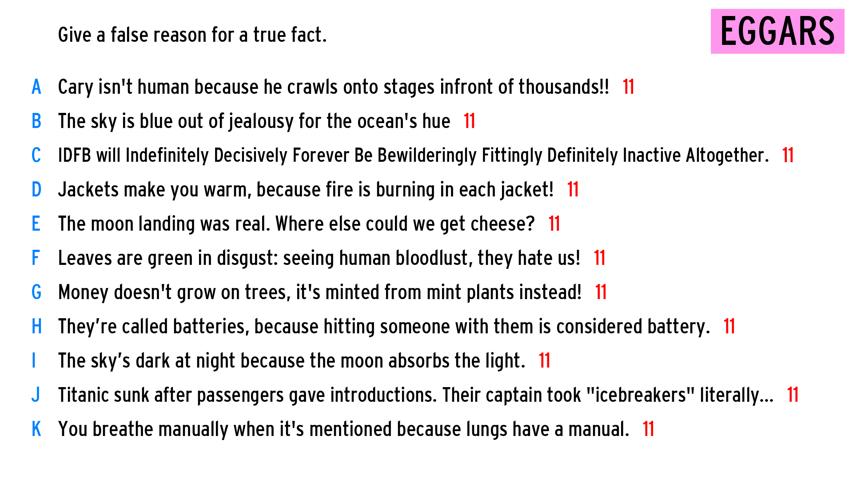 Give a false reason for a true fact.
EGGARS
A Cary isn't human because he crawls onto stages infront of thousands!! 11
B The sky is blue out of jealousy for the ocean's hue 11
C IDFB will Indefinitely Decisively Forever Be Bewilderingly Fittingly Definitely Inactive Altogether. 11
D Jackets make you warm, because fire is burning in each jacket! 11
E The moon landing was real. Where else could we get cheese? 11
F Leaves are green in disgust: seeing human bloodlust, they hate us! 11
G Money doesn't grow on trees, it's minted from mint plants instead! 11
H They’re called batteries, because hitting someone with them is considered battery. 11
I The sky’s dark at night because the moon absorbs the light. 11
J Titanic sunk after passengers gave introductions. Their captain took "icebreakers" literally... 11
K You breathe manually when it's mentioned because lungs have a manual. 11